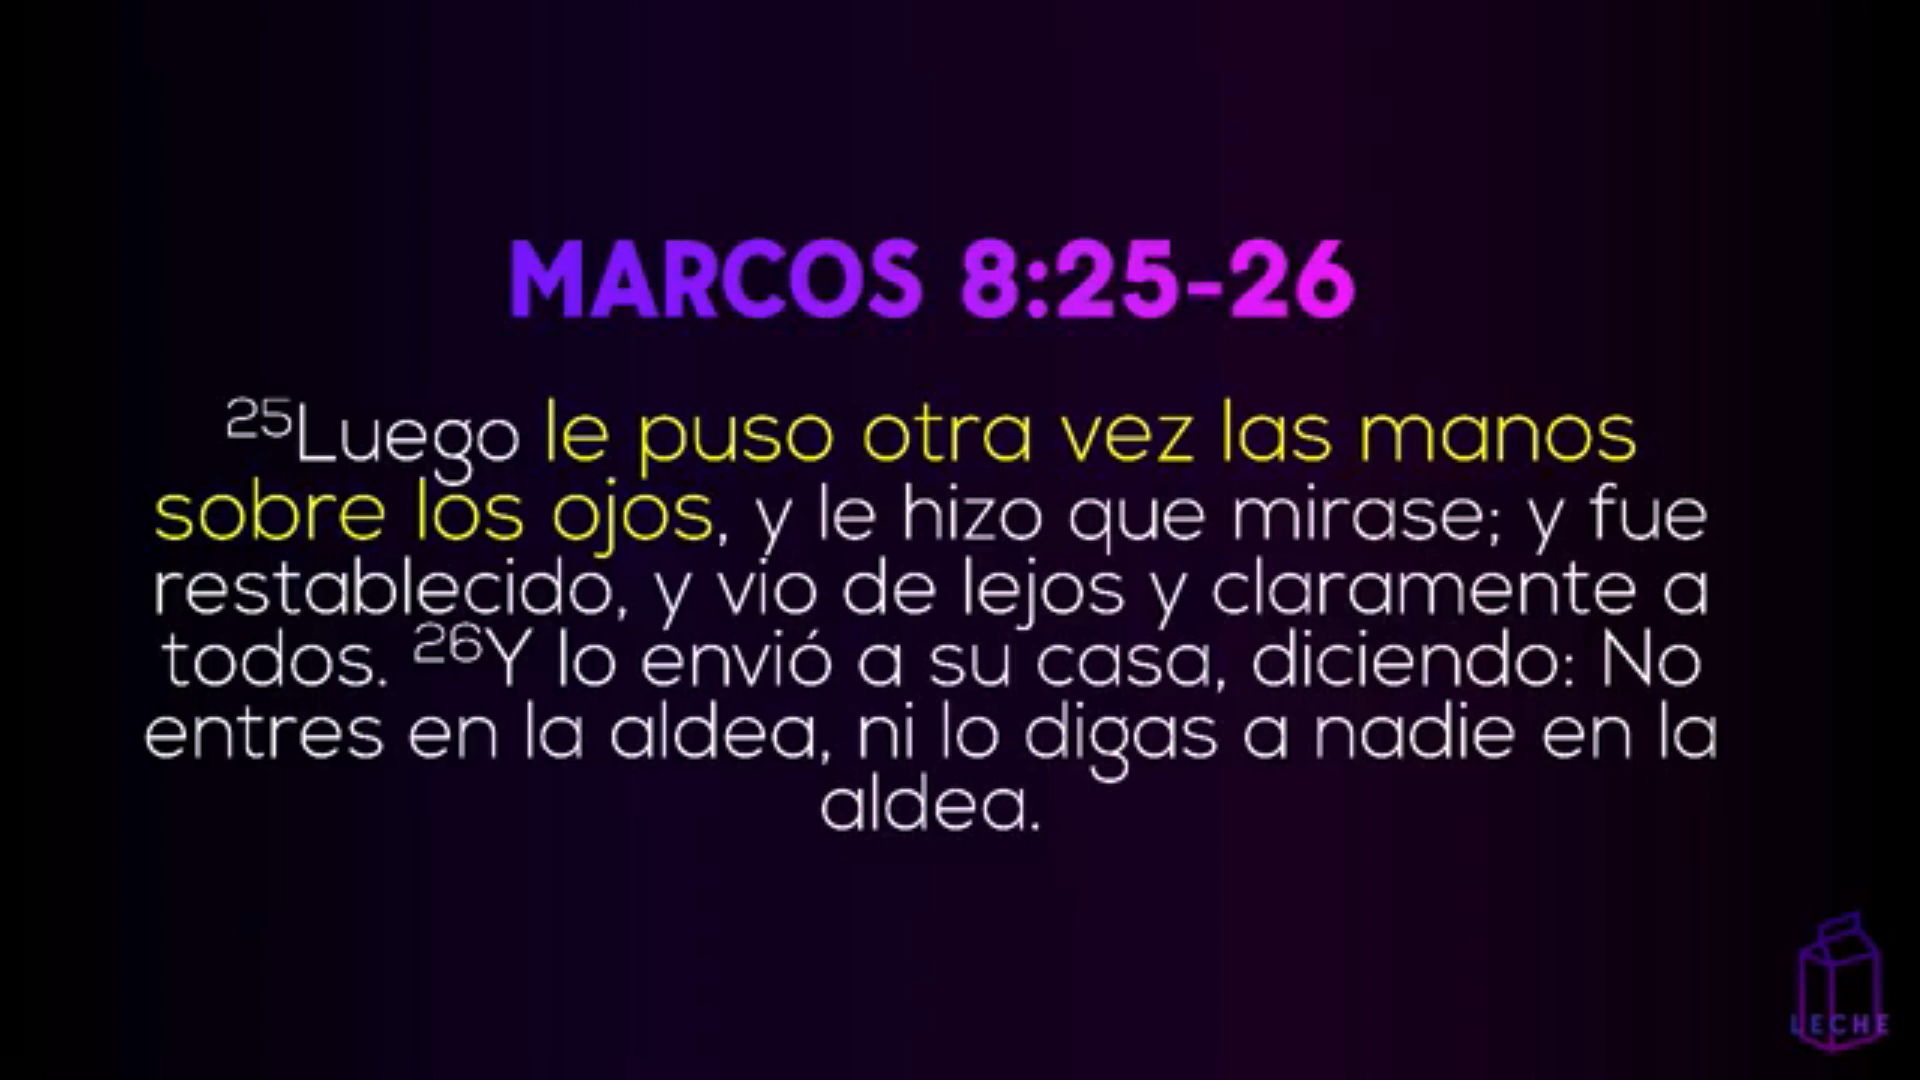 MARCOS 8:25-26
25Luego le puso otra vez las manos
sobre los ojos, y le hizo que mirase; y fue
restablecido, y vio de lejos y claramente a
todos. 26Y lo envió a su casa, diciendo: No
entres en la aldea, ni lo digas a nadie en la
aldea.
LECHE